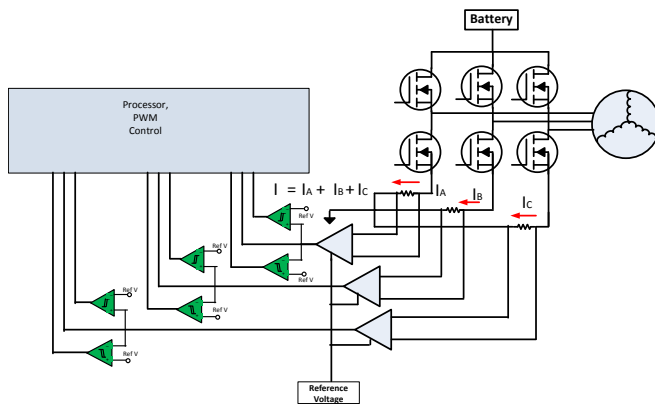 Battery
Processor,
PWM
Control
I = IA + IB + IC
IA
IB
IC
Ref V
Ref V
Ref V
Ref V
Ref V
Ref V
Reference
Voltage